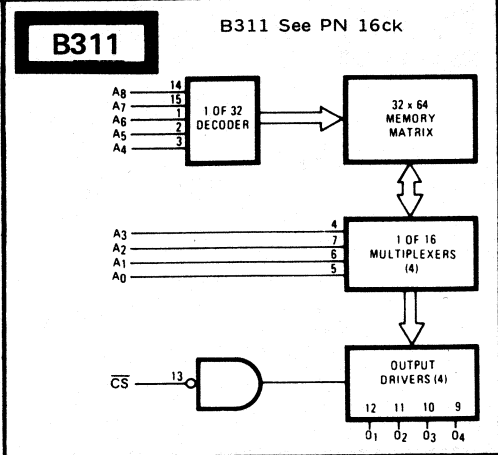 B311
B311 See PN 16ck
A8 14
A7 15
A6 1
A5 2
A4 3
1 OF 32
DECODER
32 x 64
MEMORY
MATRIX
A3 4
A2 7
A1 6
A0 5
1 OF 16
MULTIPLEXERS
(4)
CS 13
OUTPUT
DRIVERS (4)
12 11 10 9
O1 O2 O3 O4